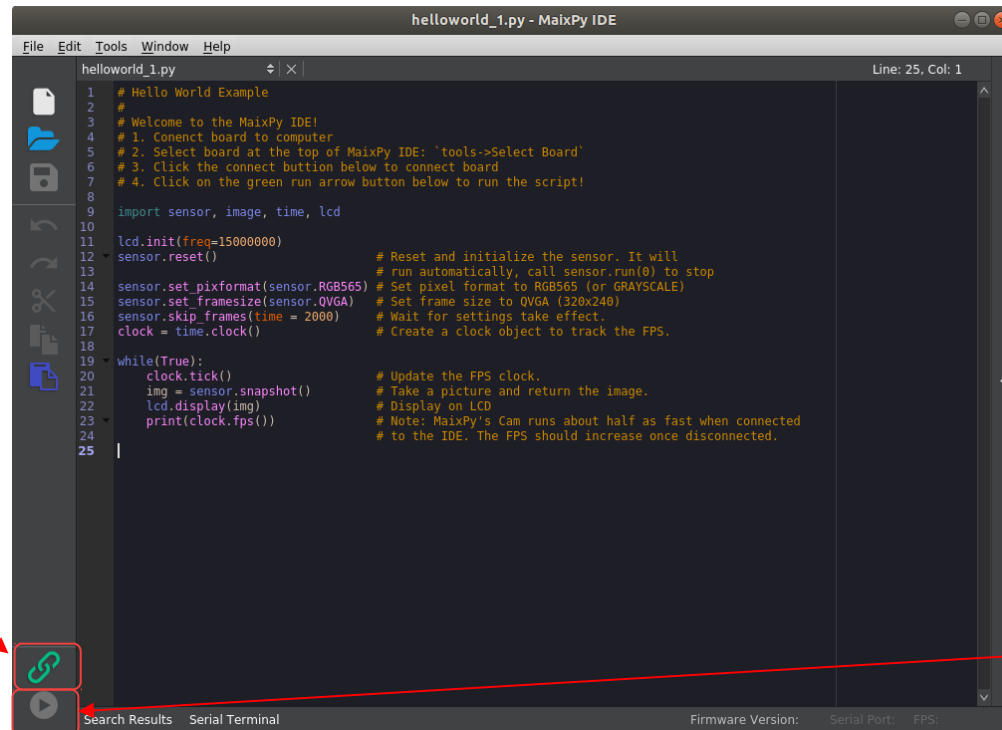 helloworld_1.py - MaixPy IDE
File Edit Tools Window Help
helloworld_1.py Line: 25, Col: 1
1 # Hello World Example
2 #
3 # Welcome to the MaixPy IDE!
4 # 1. Conenct board to computer
5 # 2. Select board at the top of MaixPy IDE: `tools->Select Board`
6 # 3. Click the connect buttion below to connect board
7 # 4. Click on the green run arrow button below to run the script!
8
9 import sensor, image, time, lcd
10
11 lcd.init(freq=15000000)
12 sensor.reset() # Reset and initialize the sensor. It will
13 # run automatically, call sensor.run(0) to stop
14 sensor.set_pixformat(sensor.RGB565) # Set pixel format to RGB565 (or GRAYSCALE)
15 sensor.set_framesize(sensor.QVGA) # Set frame size to QVGA (320x240)
16 sensor.skip_frames(time = 2000) # Wait for settings take effect.
17 clock = time.clock() # Create a clock object to track the FPS.
18
19 while(True):
20 clock.tick() # Update the FPS clock.
21 img = sensor.snapshot() # Take a picture and return the image.
22 lcd.display(img) # Display on LCD
23 print(clock.fps()) # Note: MaixPy's Cam runs about half as fast when connected
24 # to the IDE. The FPS should increase once disconnected.
25
Search Results Serial Terminal Firmware Version: Serial Port: FPS: